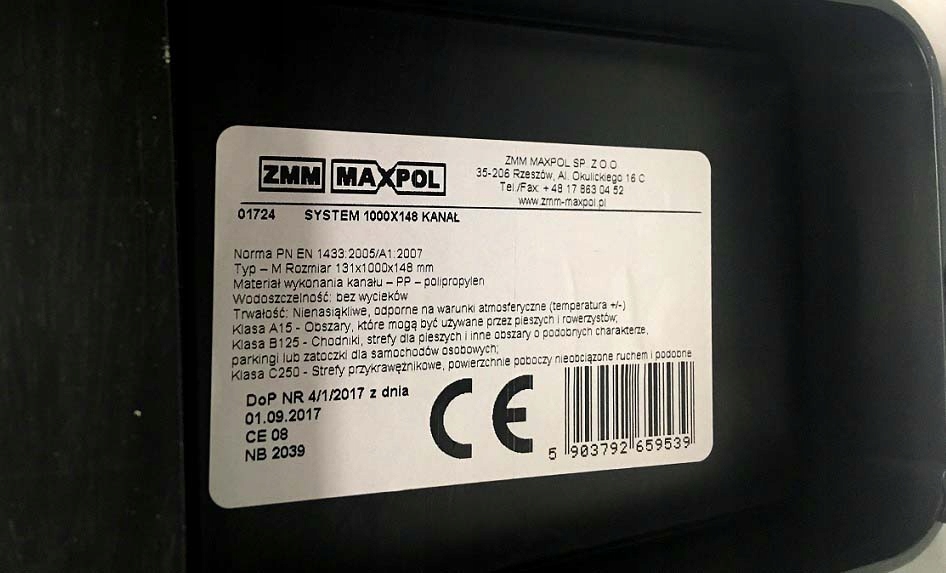 ZMM MAXPOL
ZMM MAXPOL SP. Z O.O.
35-206 Rzeszów, Al. Okulickiego 16 C
Tel./Fax: + 48 17 863 04 52
www.zmm-maxpol.pl
01724 SYSTEM 1000X148 KANAŁ
Norma PN EN 1433:2005/A1:2007
Typ – M Rozmiar 131x1000x148 mm
Materiał wykonania kanału – PP – polipropylen
Wodoszczelność: bez wycieków
Trwałość: Nienasiąkliwe, odporne na warunki atmosferyczne (temperatura +/-)
Klasa A15 - Obszary, które mogą być używane przez pieszych i rowerzystów;
Klasa B125 - Chodniki, strefy dla pieszych i inne obszary o podobnych charakterze,
parkingi lub zatoczki dla samochodów osobowych;
Klasa C250 - Strefy przykrawężnikowe, powierzchnie poboczy nieobciążone ruchem i podobne
DoP NR 4/1/2017 z dnia
01.09.2017
CE 08
NB 2039
CE
5 903792 659539